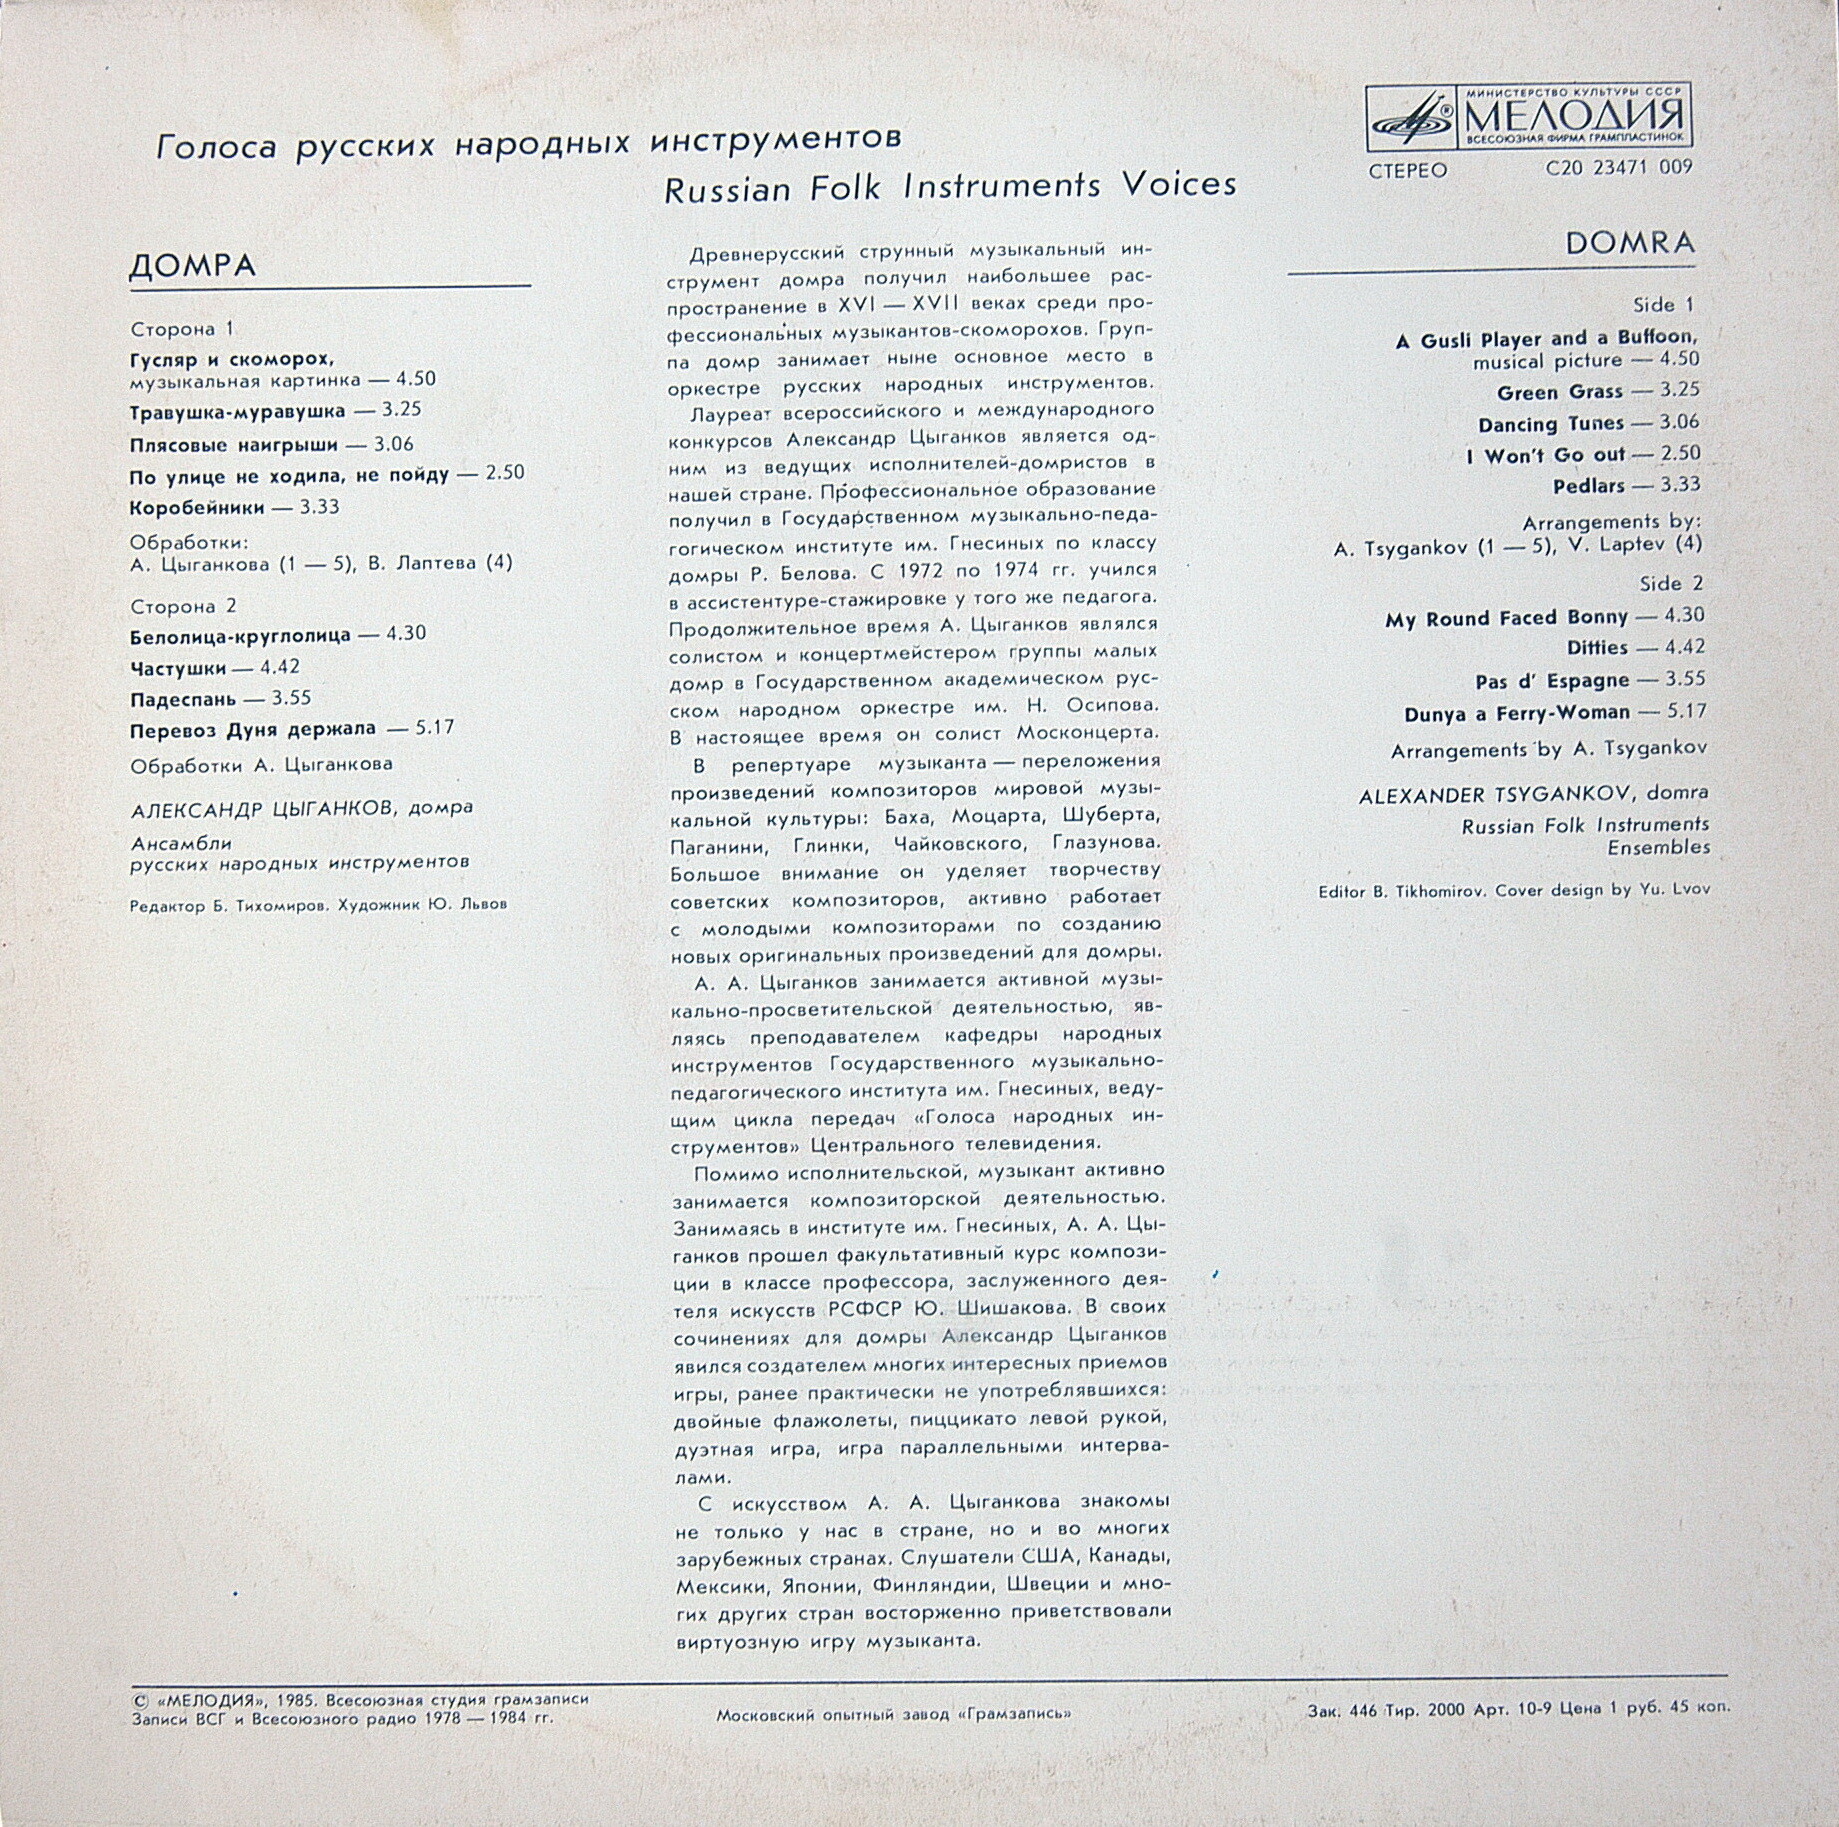 Голоса русских народных инструментов
Russian Folk Instruments Voices
МИНИСТЕРСТВО КУЛЬТУРЫ СССР
МЕЛОДИЯ
ВСЕСОЮЗНАЯ ФИРМА ГРАМПЛАСТИНОК
СТЕРЕО С20 23471 009
ДОМРА
Сторона 1
Гусляр и скоморох,
музыкальная картинка — 4.50
Травушка-муравушка — 3.25
Плясовые наигрыши — 3.06
По улице не ходила, не пойду — 2.50
Коробейники — 3.33
Обработки:
А. Цыганкова (1 — 5), В. Лаптева (4)
Сторона 2
Белолица-круглолица — 4.30
Частушки — 4.42
Падеспань — 3.55
Перевоз Дуня держала — 5.17
Обработки А. Цыганкова
АЛЕКСАНДР ЦЫГАНКОВ, домра
Ансамбли
русских народных инструментов
Редактор Б. Тихомиров. Художник Ю. Львов
Древнерусский струнный музыкальный ин-
струмент домра получил наибольшее рас-
пространение в XVI — XVII веках среди про-
фессиональных музыкантов-скоморохов. Груп-
па домр занимает ныне основное место в
оркестре русских народных инструментов.
Лауреат всероссийского и международного
конкурсов Александр Цыганков является од-
ним из ведущих исполнителей-домристов в
нашей стране. Профессиональное образование
получил в Государственном музыкально-педа-
гогическом институте им. Гнесиных по классу
домры Р. Белова. С 1972 по 1974 гг. учился
в ассистентуре-стажировке у того же педагога.
Продолжительное время А. Цыганков являлся
солистом и концертмейстером группы малых
домр в Государственном академическом рус-
ском народном оркестре им. Н. Осипова.
В настоящее время он солист Москонцерта.
В репертуаре музыканта — переложения
произведений композиторов мировой музы-
кальной культуры: Баха, Моцарта, Шуберта,
Паганини, Глинки, Чайковского, Глазунова.
Большое внимание он уделяет творчеству
советских композиторов, активно работает
с молодыми композиторами по созданию
новых оригинальных произведений для домры.
А. А. Цыганков занимается активной музы-
кально-просветительской деятельностью, яв-
ляясь преподавателем кафедры народных
инструментов Государственного музыкально-
педагогического института им. Гнесиных, веду-
щим цикла передач «Голоса народных ин-
струментов» Центрального телевидения.
Помимо исполнительской, музыкант активно
занимается композиторской деятельностью.
Занимаясь в институте им. Гнесиных, А. А. Цы-
ганков прошел факультативный курс компози-
ции в классе профессора, заслуженного дея-
теля искусств РСФСР Ю. Шишакова. В своих
сочинениях для домры Александр Цыганков
явился создателем многих интересных приемов
игры, ранее практически не употреблявшихся:
двойные флажолеты, пиццикато левой рукой,
дуэтная игра, игра параллельными интерва-
лами.
С искусством А. А. Цыганкова знакомы
не только у нас в стране, но и во многих
зарубежных странах. Слушатели США, Канады,
Мексики, Японии, Финляндии, Швеции и мно-
гих других стран восторженно приветствовали
виртуозную игру музыканта.
DOMRA
Side 1
A Gusli Player and a Buffoon,
musical picture — 4.50
Green Grass — 3.25
Dancing Tunes — 3.06
I Won't Go out — 2.50
Pedlars — 3.33
Arrangements by:
A. Tsygankov (1 — 5), V. Laptev (4)
Side 2
My Round Faced Bonny — 4.30
Ditties — 4.42
Pas d' Espagne — 3.55
Dunya a Ferry-Woman — 5.17
Arrangements by A. Tsygankov
ALEXANDER TSYGANKOV, domra
Russian Folk Instruments
Ensembles
Editor B. Tikhomirov. Cover design by Yu. Lvov
© «МЕЛОДИЯ», 1985. Всесоюзная студия грамзаписи
Записи ВСГ и Всесоюзного радио 1978 — 1984 гг.
Московский опытный завод «Грамзапись»
Зак. 446 Тир. 2000 Арт. 10-9 Цена 1 руб. 45 коп.